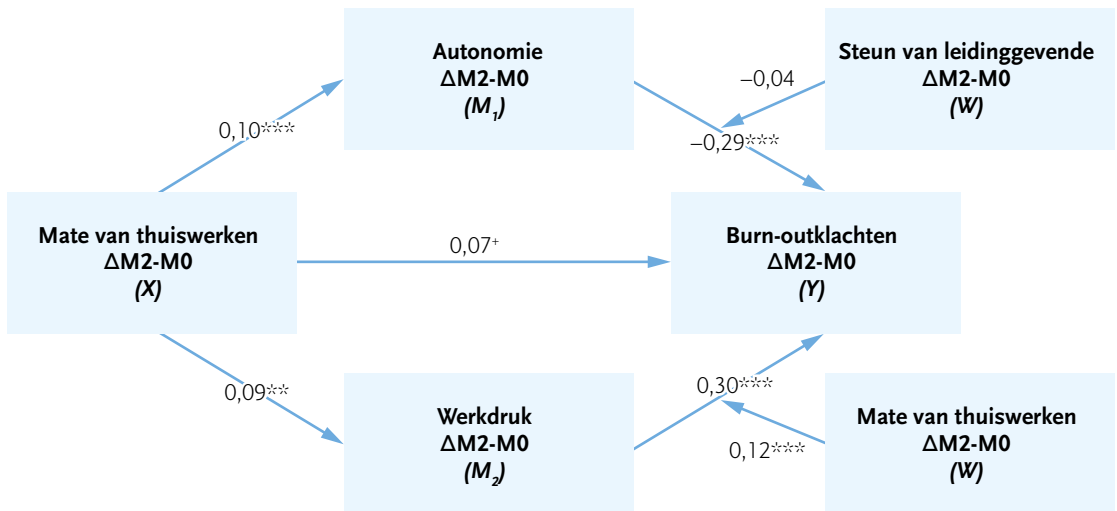 Autonomie
ΔM2-M0
(M₁)
Steun van leidinggevende
ΔM2-M0
(W)
–0,04
0,10***
–0,29***
Mate van thuiswerken
ΔM2-M0
(X)
0,07⁺
Burn-outklachten
ΔM2-M0
(Y)
0,09**
0,30***
Werkdruk
ΔM2-M0
(M₂)
Mate van thuiswerken
ΔM2-M0
(W)
0,12***